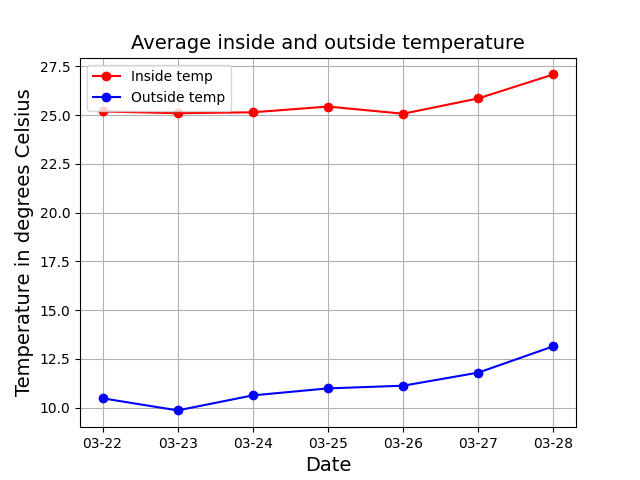 Average inside and outside temperature
Inside temp
Outside temp
Temperature in degrees Celsius
27.5
25.0
22.5
20.0
17.5
15.0
12.5
10.0
03-22 03-23 03-24 03-25 03-26 03-27 03-28
Date